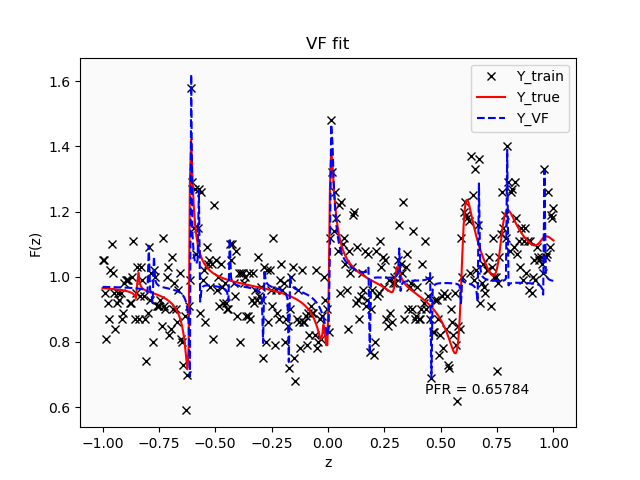 VF fit
Y_train
Y_true
Y_VF
F(z)
1.6
1.4
1.2
1.0
0.8
0.6
PFR = 0.65784
−1.00 −0.75 −0.50 −0.25 0.00 0.25 0.50 0.75 1.00
z